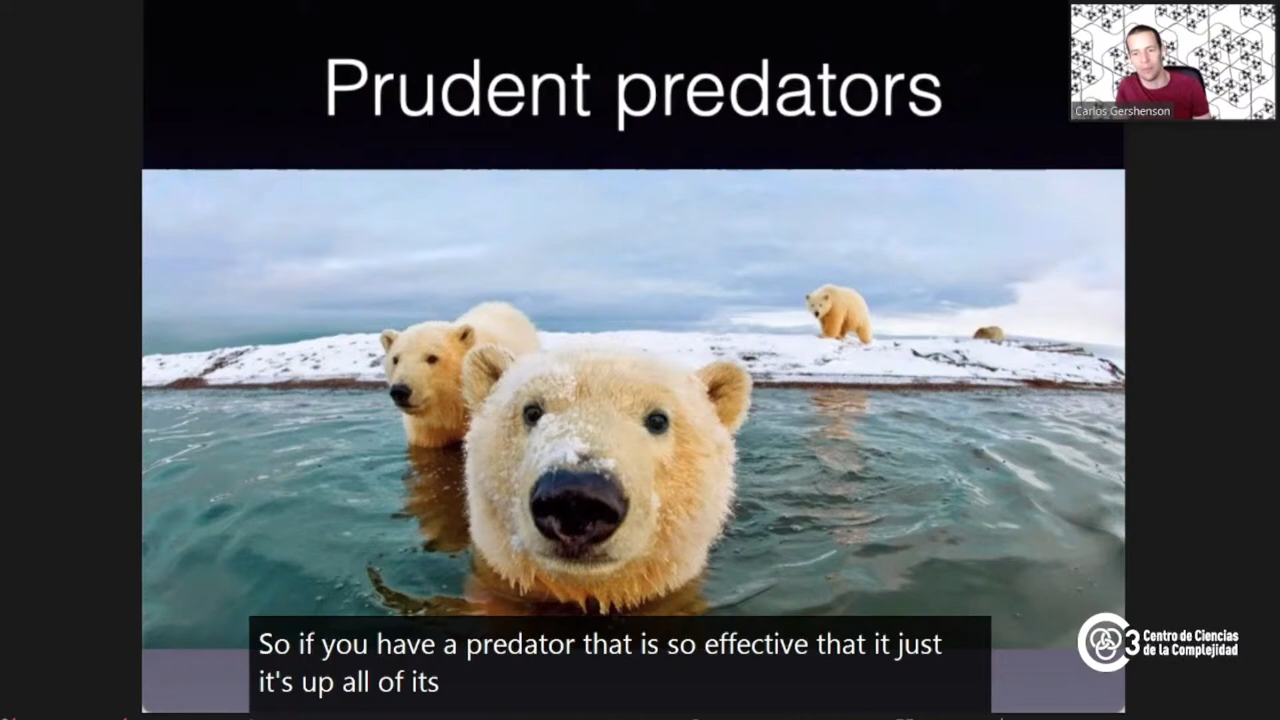 Prudent predators
Carlos Gershenson
So if you have a predator that is so effective that it just
it's up all of its
3
Centro de Ciencias
de la Complejidad